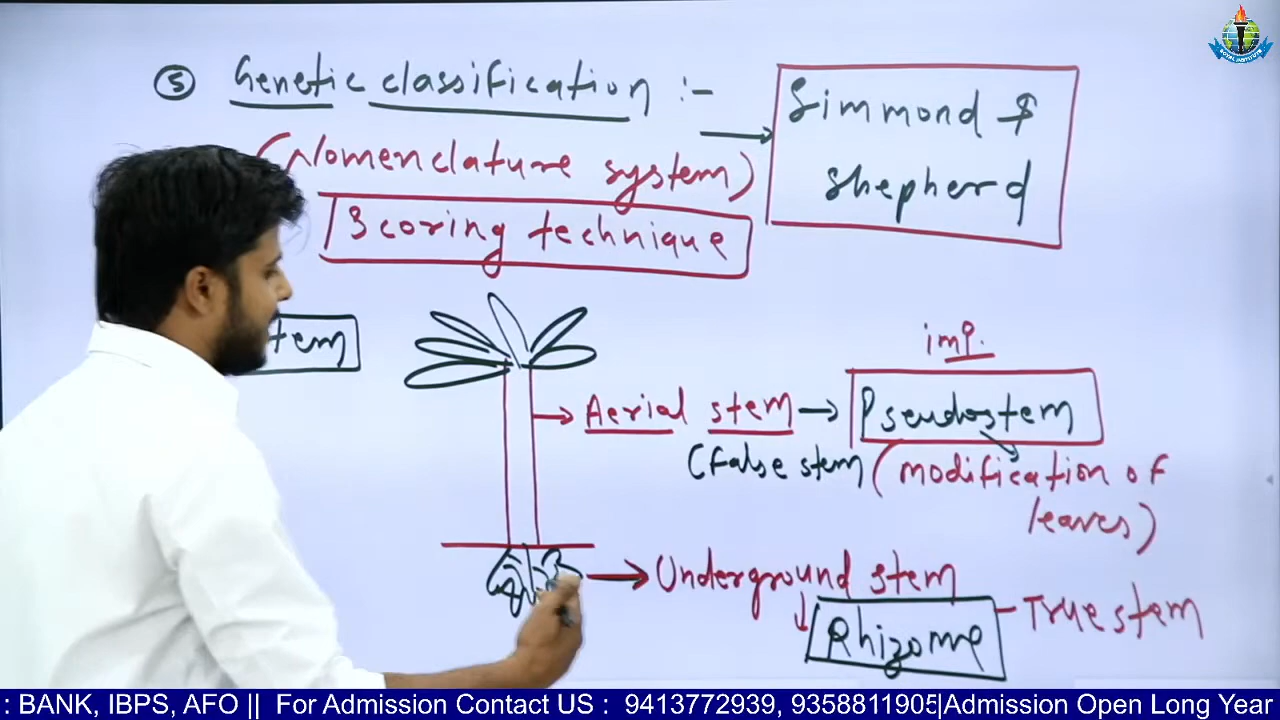 ⑤ Genetic classification :-
→ Simmond &
Shepherd
(Nomenclature system)
Scoring technique
tem
imp.
→ Aerial stem → Pseudostem
(False stem (modification of
leaves)
→ Underground stem
Rhizome - True stem
: BANK, IBPS, AFO || For Admission Contact US : 9413772939, 9358811905|Admission Open Long Year